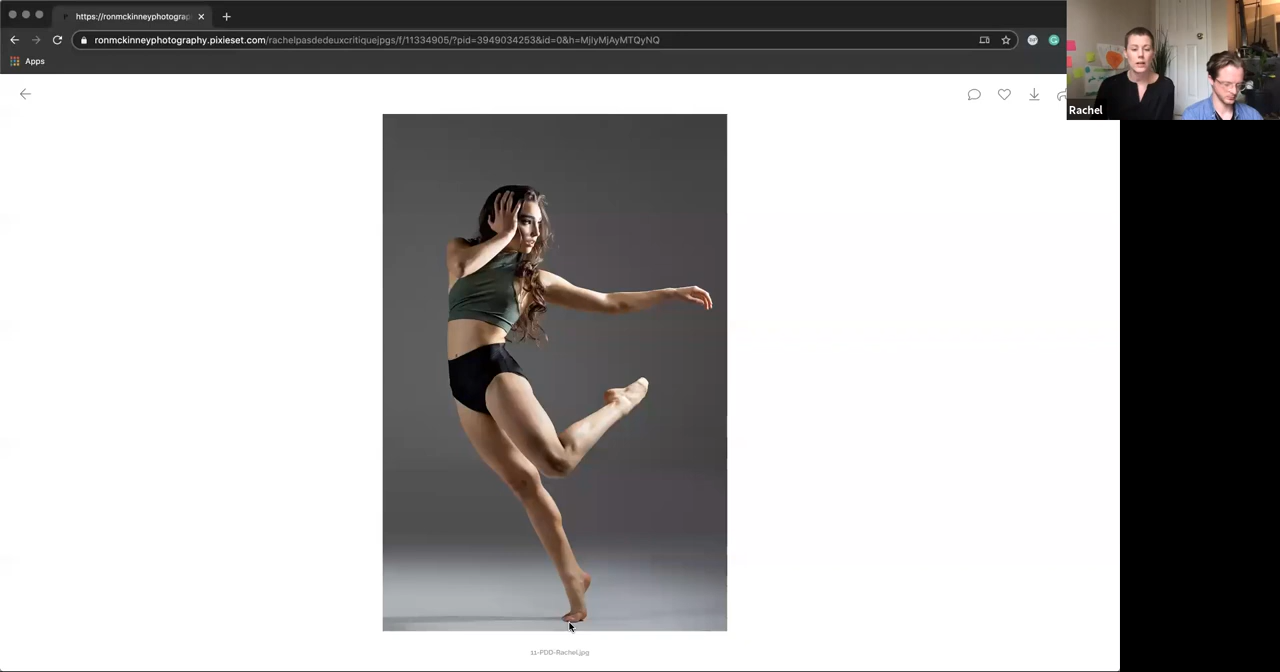 https://ronmckinneyphotograp
ronmckinneyphotography.pixieset.com/rachelpasdedeuxcritiquejpgs/f/11334905/?pid=3949034253&id=0&h=MjIyMjAyMTQyNQ
Apps
Rachel
11-PDD-Rachel.jpg